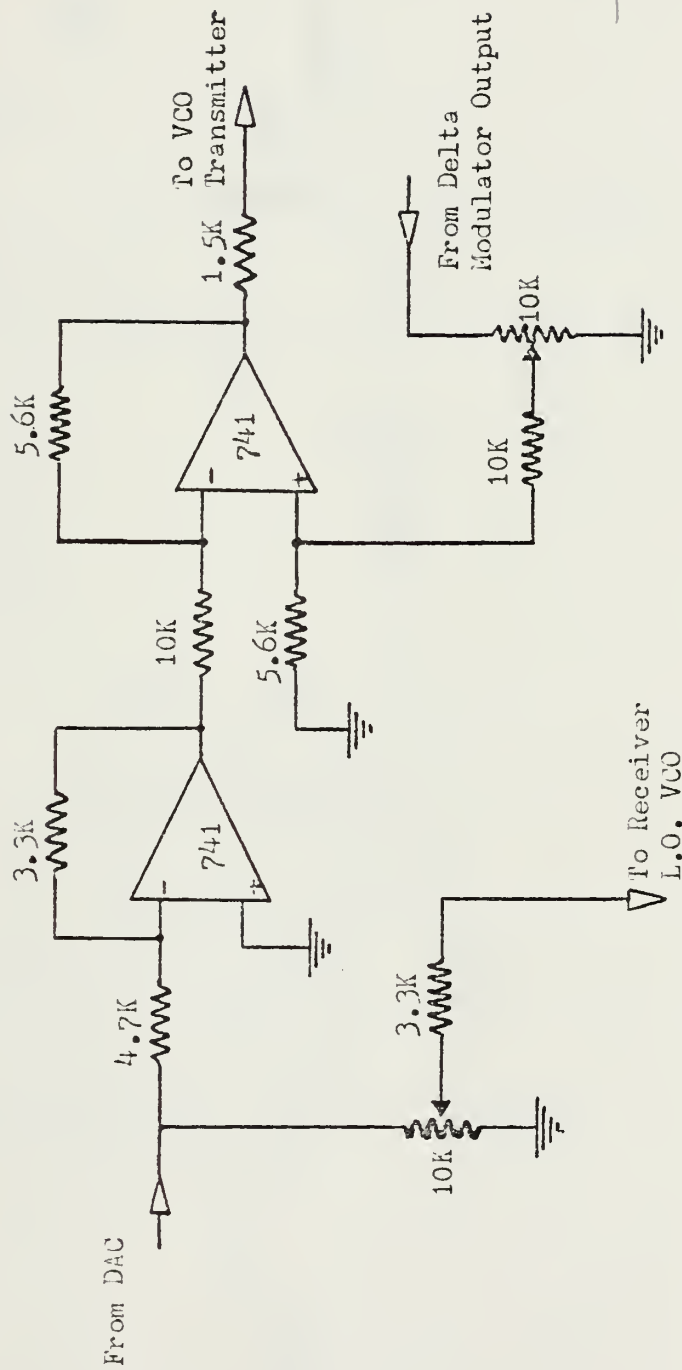 From DAC
4.7K
3.3K
-
+
741
10K
5.6K
5.6K
-
+
741
1.5K
To VCO
Transmitter
10K
3.3K
To Receiver
L.O. VCO
10K
10K
From Delta
Modulator Output